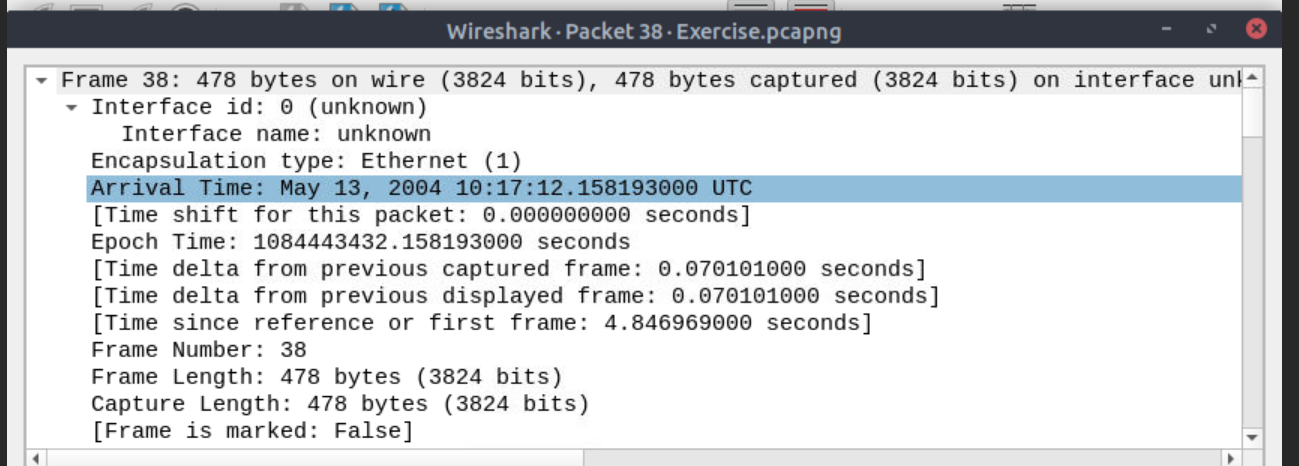 Wireshark · Packet 38 · Exercise.pcapng
Frame 38: 478 bytes on wire (3824 bits), 478 bytes captured (3824 bits) on interface
Interface id: 0 (unknown)
Interface name: unknown
Encapsulation type: Ethernet (1)
Arrival Time: May 13, 2004 10:17:12.158193000 UTC
[Time shift for this packet: 0.000000000 seconds]
Epoch Time: 1084443432.158193000 seconds
[Time delta from previous captured frame: 0.070101000 seconds]
[Time delta from previous displayed frame: 0.070101000 seconds]
[Time since reference or first frame: 4.846969000 seconds]
Frame Number: 38
Frame Length: 478 bytes (3824 bits)
Capture Length: 478 bytes (3824 bits)
[Frame is marked: False]